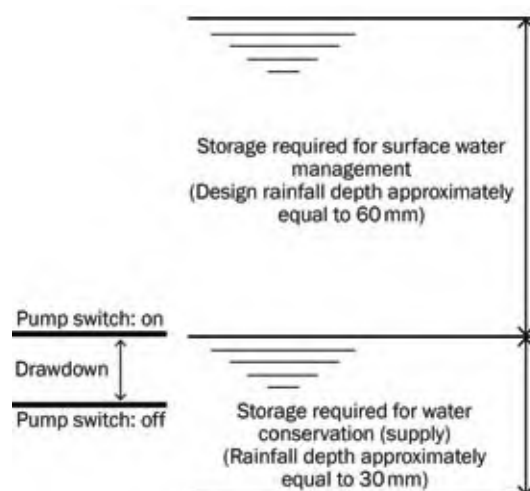 Storage required for surface water
management
(Design rainfall depth approximately
equal to 60 mm)
Pump switch: on
Drawdown
Pump switch: off
Storage required for water
conservation (supply)
(Rainfall depth approximately
equal to 30 mm)